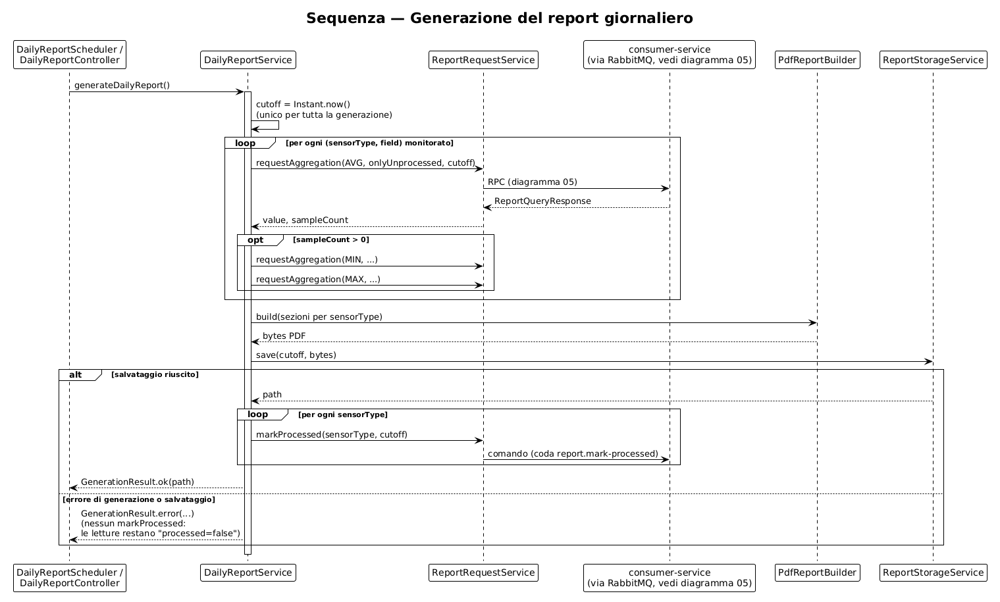 Sequenza — Generazione del report giornaliero
DailyReportScheduler /
DailyReportController
DailyReportService
ReportRequestService
consumer-service
(via RabbitMQ, vedi diagramma 05)
PdfReportBuilder
ReportStorageService
generateDailyReport()
cutoff = Instant.now()
(unico per tutta la generazione)
loop
[per ogni (sensorType, field) monitorato]
requestAggregation(AVG, onlyUnprocessed, cutoff)
RPC (diagramma 05)
ReportQueryResponse
value, sampleCount
opt
[sampleCount > 0]
requestAggregation(MIN, ...)
requestAggregation(MAX, ...)
build(sezioni per sensorType)
bytes PDF
save(cutoff, bytes)
alt
[salvataggio riuscito]
path
loop
[per ogni sensorType]
markProcessed(sensorType, cutoff)
comando (coda report.mark-processed)
GenerationResult.ok(path)
[errore di generazione o salvataggio]
GenerationResult.error(...)
(nessun markProcessed:
le letture restano "processed=false")
DailyReportScheduler /
DailyReportController
DailyReportService
ReportRequestService
consumer-service
(via RabbitMQ, vedi diagramma 05)
PdfReportBuilder
ReportStorageService